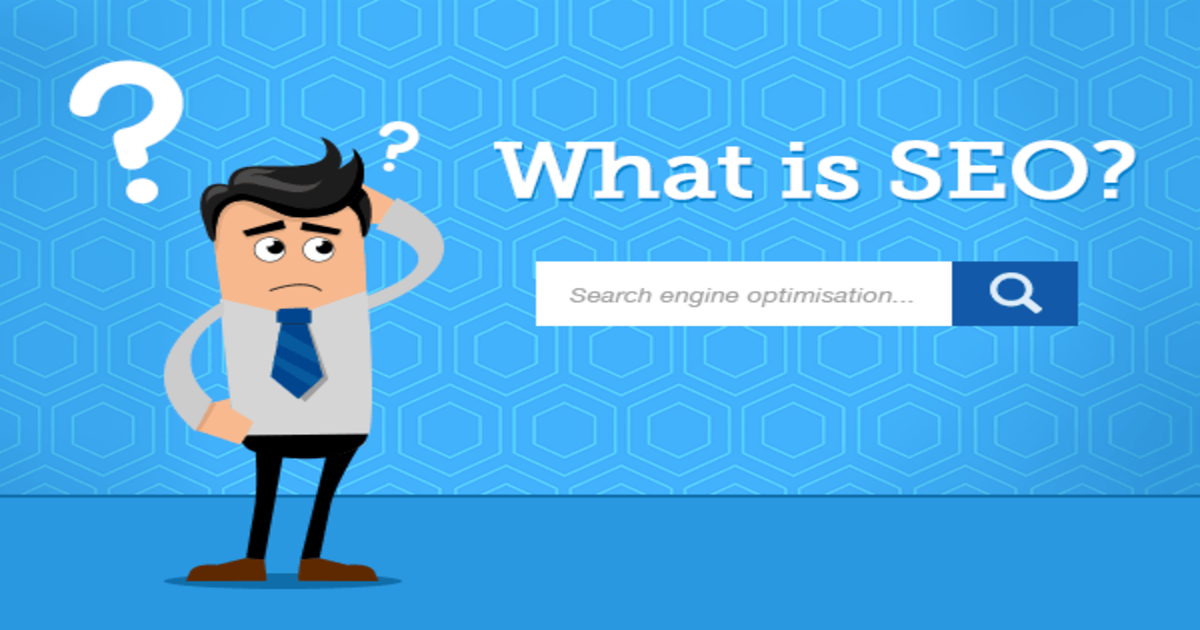 ?
?
What is SEO?
Search engine optimisation...